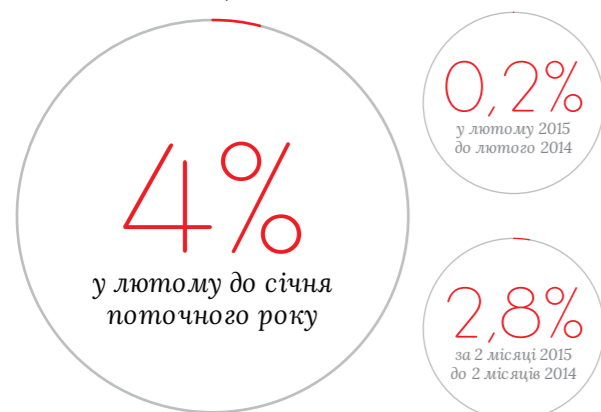 4%
у лютому до січня
поточного року
0,2%
у лютому 2015
до лютого 2014
2,8%
за 2 місяці 2015
до 2 місяців 2014